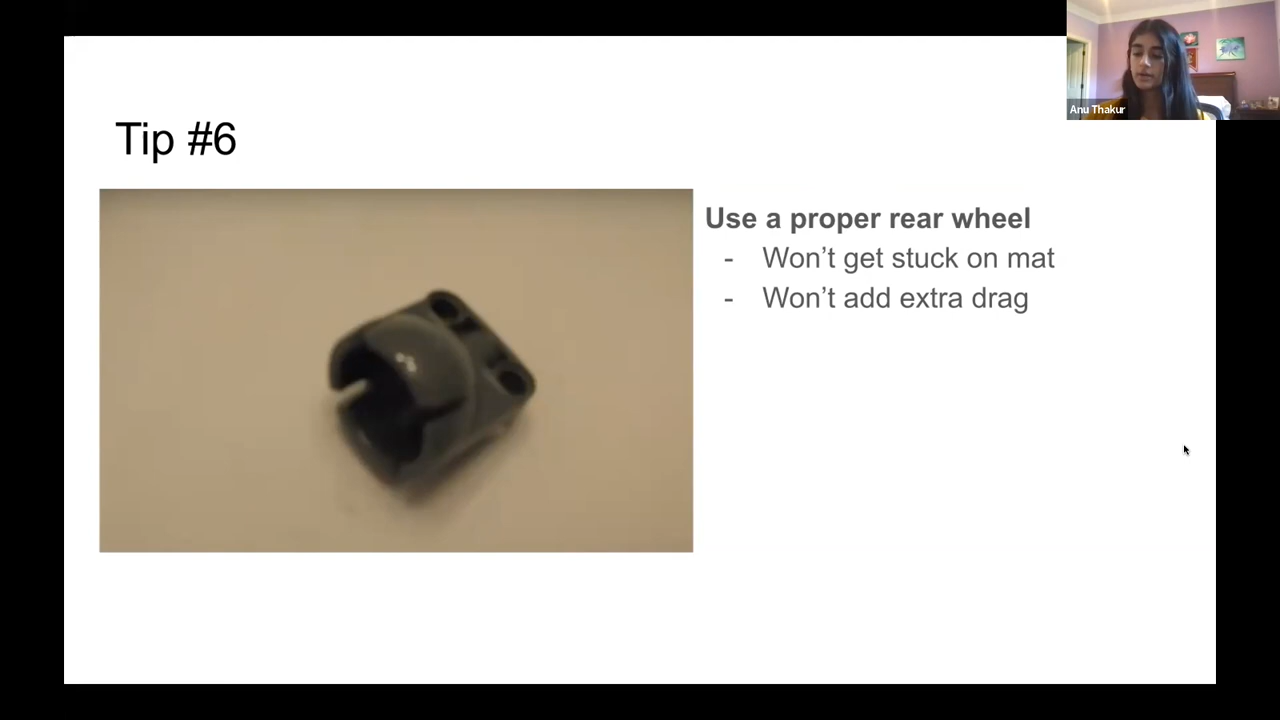 Anu Thakur
Tip #6
Use a proper rear wheel
- Won't get stuck on mat
- Won't add extra drag